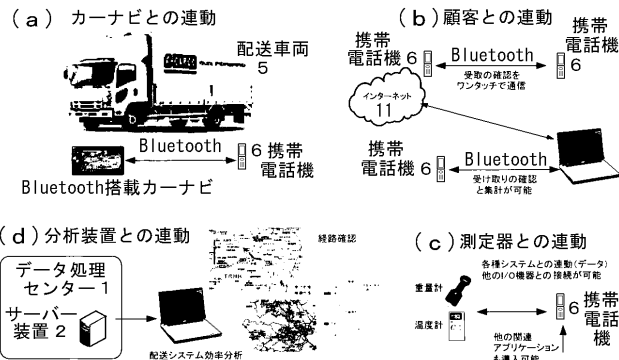 (a) カーナビとの連動
配送車両
5
Bluetooth
6 携帯
電話機
Bluetooth搭載カーナビ
(b)顧客との連動
携帯
電話機 6
Bluetooth
受取の確認を
ワンタッチで通信
携帯
電話機
6
インターネット
11
携帯
電話機 6
Bluetooth
受け取りの確認
と集計が可能
(d)分析装置との連動
データ処理
センター1
サーバー
装置 2
経路確認
配送システム効率分析
(c)測定器との連動
各種システムとの連動(データ)
他のI/O機器との接続が可能
重量計
温度計
6 携帯
電話機
他の関連
アプリケーション
も導入可能